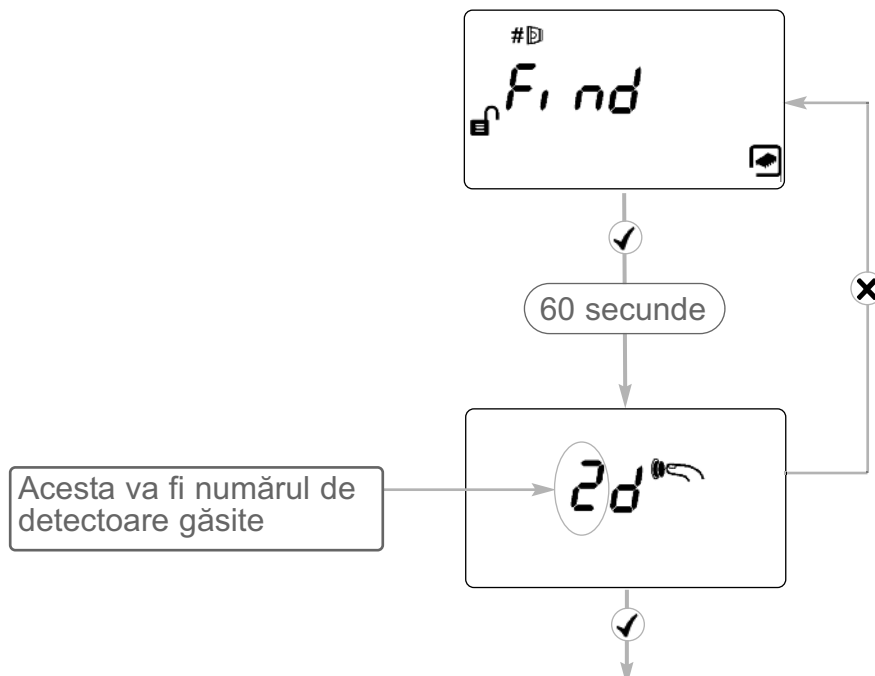 #
Find
60 secunde
2d
Acesta va fi numărul de
detectoare găsite